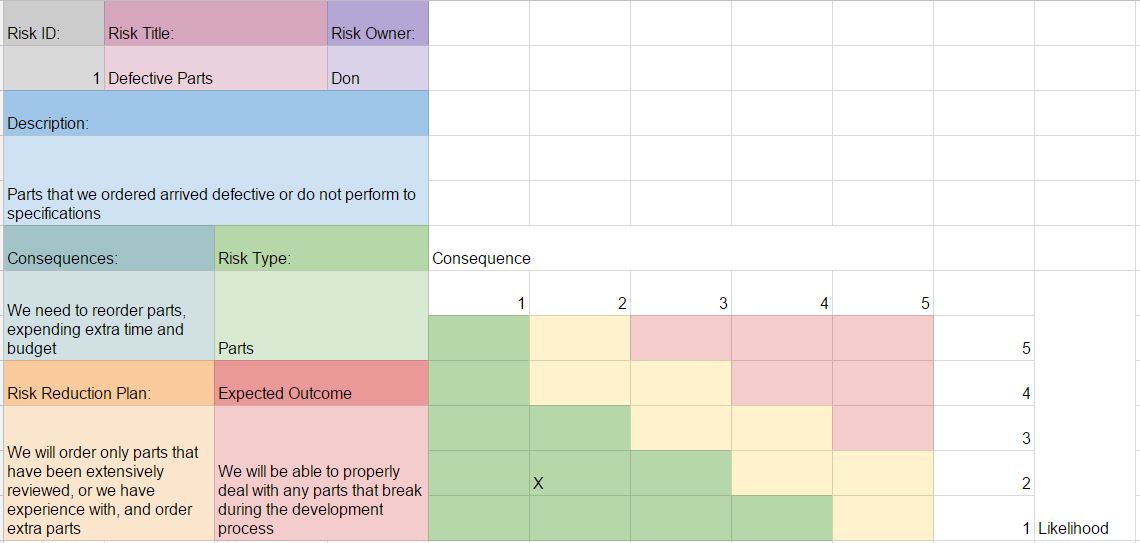 Risk ID: Risk Title: Risk Owner:
1 Defective Parts Don
Description:
Parts that we ordered arrived defective or do not perform to
specifications
Consequences: Risk Type: Consequence
We need to reorder parts,
expending extra time and
budget
Parts
1 2 3 4 5
5
Risk Reduction Plan: Expected Outcome
4
3
We will order only parts that
have been extensively
reviewed, or we have
experience with, and order
extra parts
We will be able to properly
deal with any parts that break
during the development
process
X 2
1 Likelihood